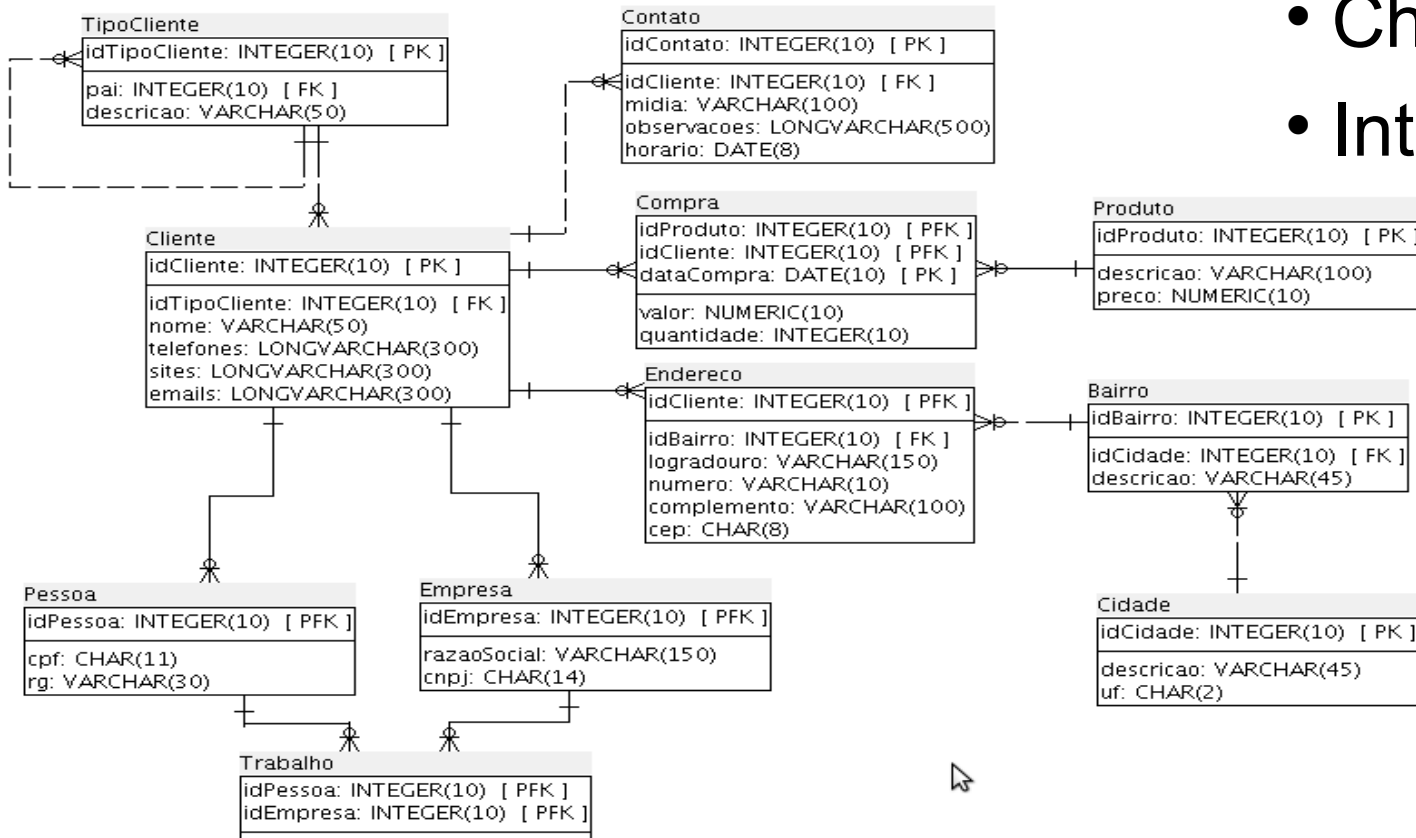 TipoCliente
idTipoCliente: INTEGER(10) [ PK ]
pai: INTEGER(10) [ FK ]
descricao: VARCHAR(50)
Contato
idContato: INTEGER(10) [ PK ]
idCliente: INTEGER(10) [ FK ]
midia: VARCHAR(100)
observacoes: LONGVARCHAR(500)
horario: DATE(8)
• Ch
• Int
Cliente
idCliente: INTEGER(10) [ PK ]
idTipoCliente: INTEGER(10) [ FK ]
nome: VARCHAR(50)
telefones: LONGVARCHAR(300)
sites: LONGVARCHAR(300)
emails: LONGVARCHAR(300)
Compra
idProduto: INTEGER(10) [ PFK ]
idCliente: INTEGER(10) [ PFK ]
dataCompra: DATE(10) [ PK ]
valor: NUMERIC(10)
quantidade: INTEGER(10)
Produto
idProduto: INTEGER(10) [ PK ]
descricao: VARCHAR(100)
preco: NUMERIC(10)
Endereco
idCliente: INTEGER(10) [ PFK ]
idBairro: INTEGER(10) [ FK ]
logradouro: VARCHAR(150)
numero: VARCHAR(10)
complemento: VARCHAR(100)
cep: CHAR(8)
Bairro
idBairro: INTEGER(10) [ PK ]
idCidade: INTEGER(10) [ FK ]
descricao: VARCHAR(45)
Pessoa
idPessoa: INTEGER(10) [ PFK ]
cpf: CHAR(11)
rg: VARCHAR(30)
Empresa
idEmpresa: INTEGER(10) [ PFK ]
razaoSocial: VARCHAR(150)
cnpj: CHAR(14)
Cidade
idCidade: INTEGER(10) [ PK ]
descricao: VARCHAR(45)
uf: CHAR(2)
Trabalho
idPessoa: INTEGER(10) [ PFK ]
idEmpresa: INTEGER(10) [ PFK ]